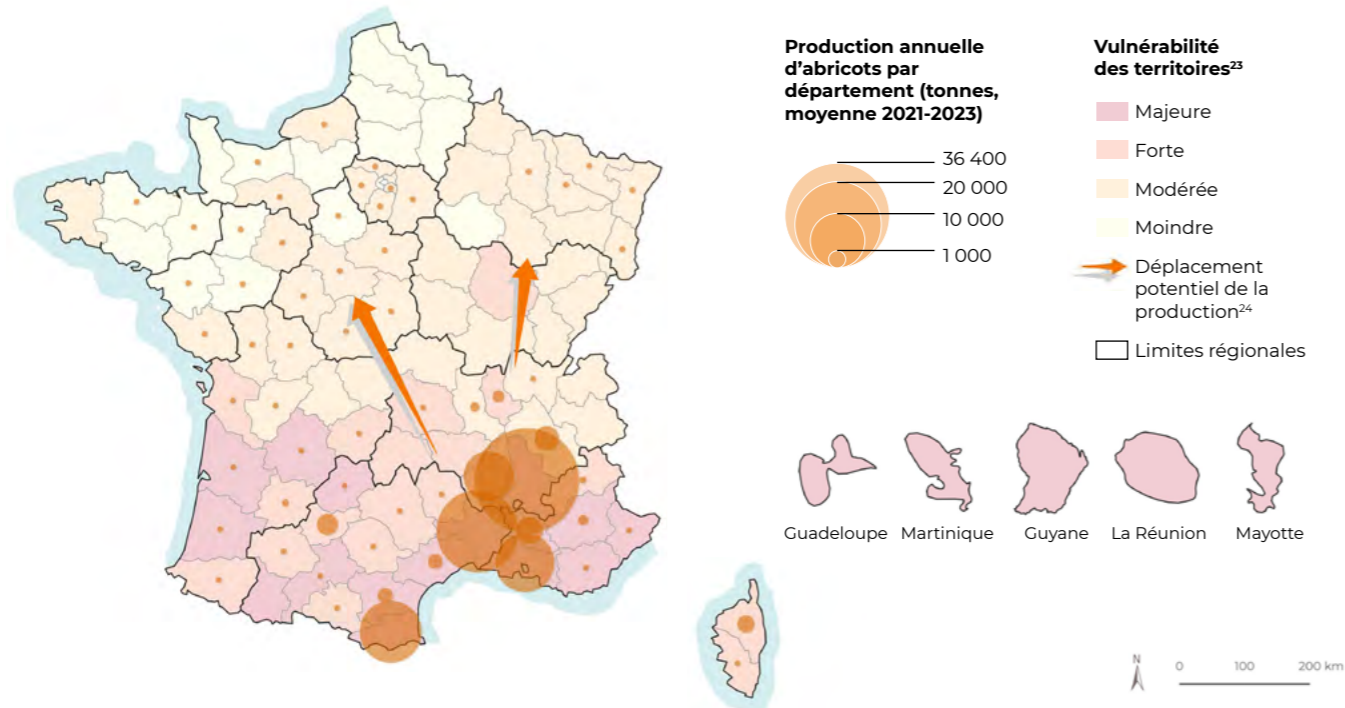 Production annuelle
d’abricots par
département (tonnes,
moyenne 2021-2023)
36 400
20 000
10 000
1 000
Vulnérabilité
des territoires²³
Majeure
Forte
Modérée
Moindre
Déplacement
potentiel de la
production²⁴
Limites régionales
Guadeloupe
Martinique
Guyane
La Réunion
Mayotte
N
0 100 200 km